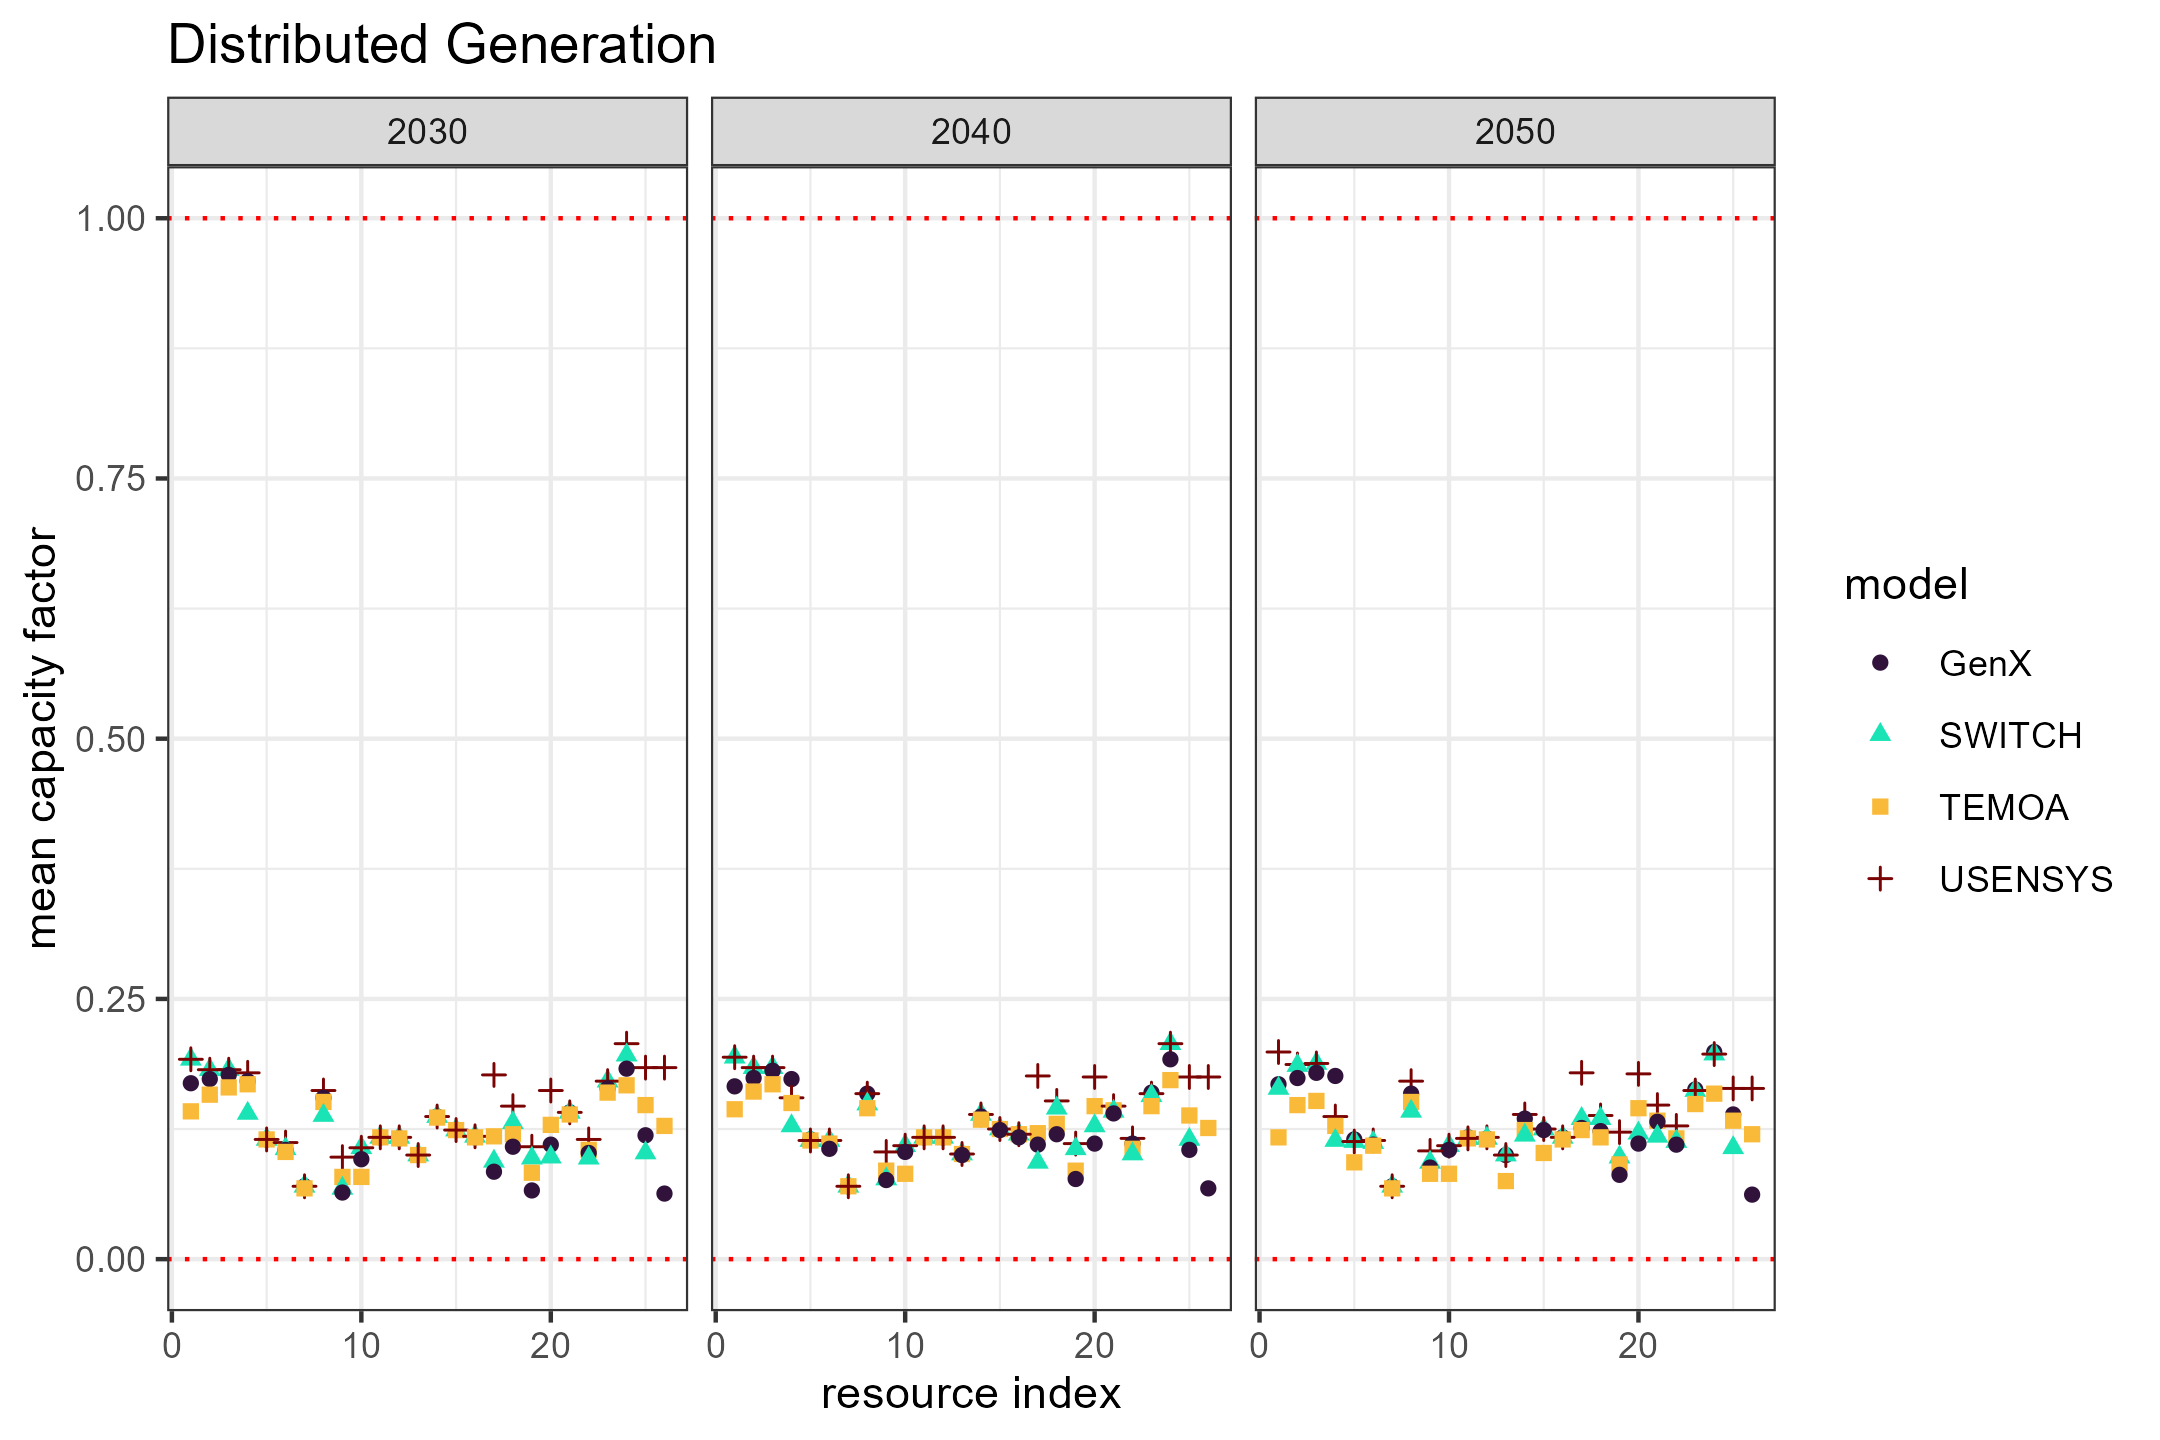 Distributed Generation
2030
2040
2050
1.00
0.75
0.50
0.25
0.00
mean capacity factor
0
10
20
0
10
20
0
10
20
resource index
model
GenX
SWITCH
TEMOA
USENSYS